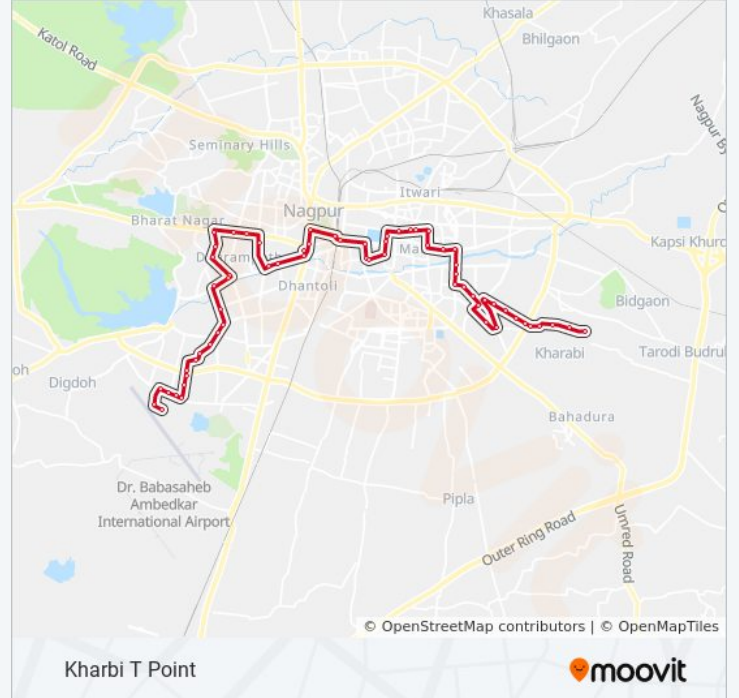 Khasala
Katol Road
Bhilgaon
Nagpur By
Seminary Hills
Itwari
Nagpur
Bharat Nagar
Kapsi Khurd
Dhantoli
Bidgaon
Kharabi
Tarodi Budruk
Digdoh
Bahadura
Dr. Babasaheb
Ambedkar
International Airport
Pipla
Outer Ring Road
Umred Road
© OpenStreetMap contributors | © OpenMapTiles
Kharbi T Point
moovit